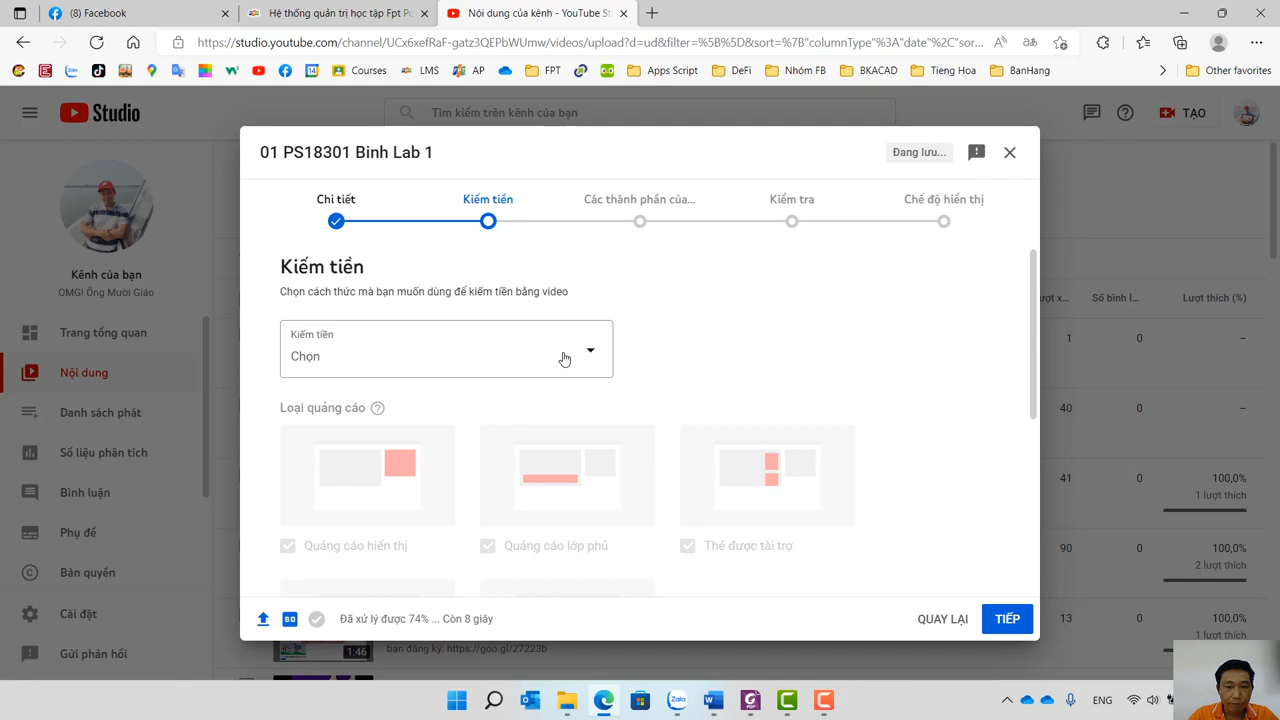 (8) Facebook
Hệ thống quản trị học tập Fpt Po
Nội dung của kênh - YouTube St
https://studio.youtube.com/channel/UCx6xefRaF-gatz3QEPbWUmw/videos/upload?d=ud&filter=%5B%5D&sort=%7B"columnType"%3A"date"%2C"sor...
Courses
LMS
AP
FPT
Apps Script
DeFi
Nhóm FB
BKACAD
Tieng Hoa
BanHang
Other favorites
Studio
Tìm kiếm trên kênh của bạn
TẠO
Kênh của bạn
OMG! Ông Mười Giáo
Trang tổng quan
Nội dung
Danh sách phát
Số liệu phân tích
Bình luận
Phụ đề
Bản quyền
Cài đặt
Gửi phản hồi
01 PS18301 Binh Lab 1
Đang lưu...
Chi tiết
Kiếm tiền
Các thành phần của...
Kiểm tra
Chế độ hiển thị
Kiếm tiền
Chọn cách thức mà bạn muốn dùng để kiếm tiền bằng video
Kiếm tiền
Chọn
Loại quảng cáo
Quảng cáo hiển thị
Quảng cáo lớp phủ
Thẻ được tài trợ
SD
Đã xử lý được 74% ... Còn 8 giây
QUAY LẠI
TIẾP
Số bình l...
Lượt thích (%)
1 0 –
40 0 –
41 0 100,0%
1 lượt thích
90 0 100,0%
2 lượt thích
13 0 100,0%
1 lượt thích
1:46
bạn đăng ký: https://goo.gl/27223b
ENG